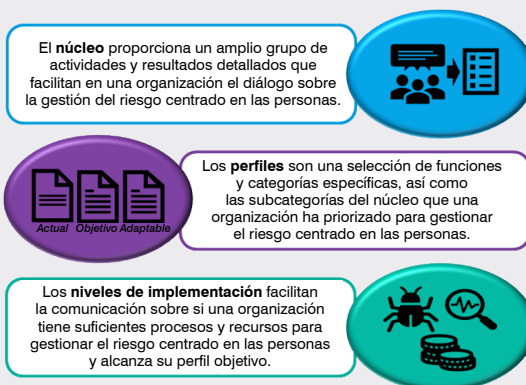 El núcleo proporciona un amplio grupo de
actividades y resultados detallados que
facilitan en una organización el diálogo sobre
la gestión del riesgo centrado en las personas.
Actual Objetivo Adaptable
Los perfiles son una selección de funciones
y categorías específicas, así como
las subcategorías del núcleo que una
organización ha priorizado para gestionar
el riesgo centrado en las personas.
Los niveles de implementación facilitan
la comunicación sobre si una organización
tiene suficientes procesos y recursos para
gestionar el riesgo centrado en las personas
y alcanza su perfil objetivo.